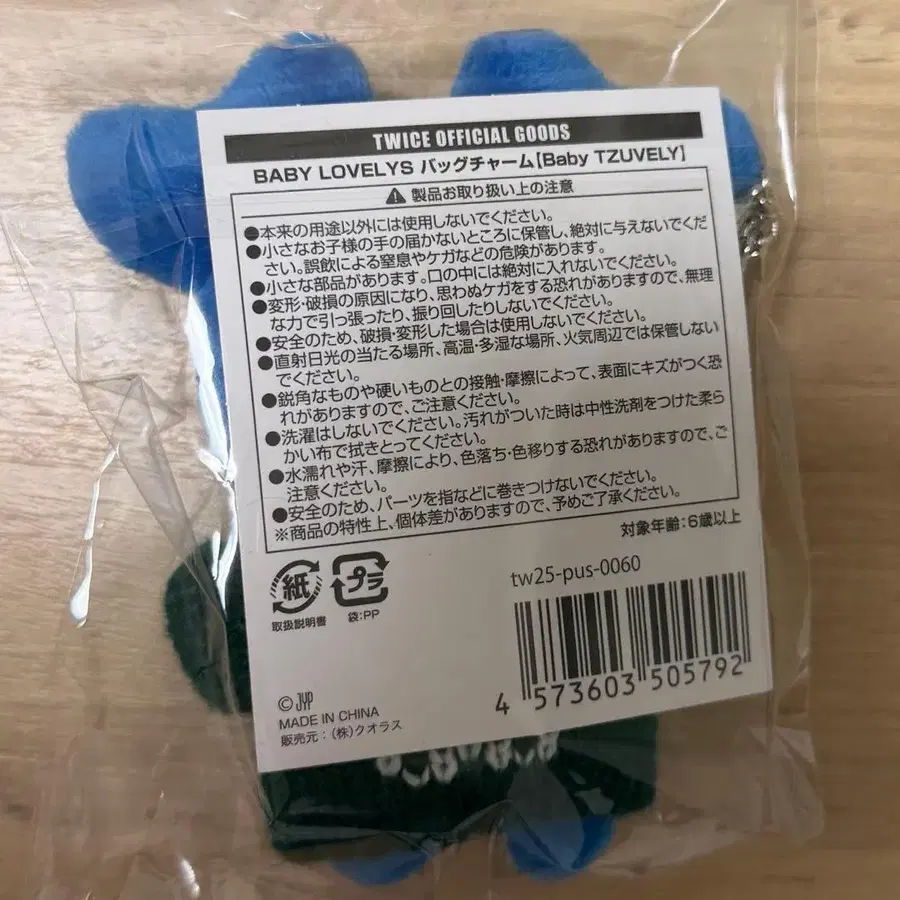 TWICE OFFICIAL GOODS
BABY LOVELYS バッグチャーム【Baby TZUVELY】
⚠製品お取り扱い上の注意
●本来の用途以外には使用しないでください。
●小さなお子様の手の届かないところに保管し、絶対に与えないでくだ
さい。誤飲による窒息やケガなどの危険があります。
●小さな部品があります。口の中には絶対に入れないでください。
●変形・破損の原因になり、思わぬケガをする恐れがありますので、無理
な力で引っ張ったり、振り回したりしないでください。
●安全のため、破損・変形した場合は使用しないでください。
●直射日光の当たる場所、高温・多湿な場所、火気周辺では保管しない
でください。
●鋭角なものや硬いものとの接触・摩擦によって、表面にキズがつく恐
れがありますので、ご注意ください。
●洗濯はしないでください。汚れがついた時は中性洗剤をつけた柔ら
かい布で拭きとってください。
●水濡れや汗、摩擦により、色落ち・色移りする恐れがありますので、ご
注意ください。
●安全のため、パーツを指などに巻きつけないでください。
※商品の特性上、個体差がありますので、予めご了承ください。
対象年齢:6歳以上
紙
プラ
取扱説明書
袋:PP
tw25-pus-0060
4 573603 505792
© JYP
MADE IN CHINA
販売元:(株)クオラス